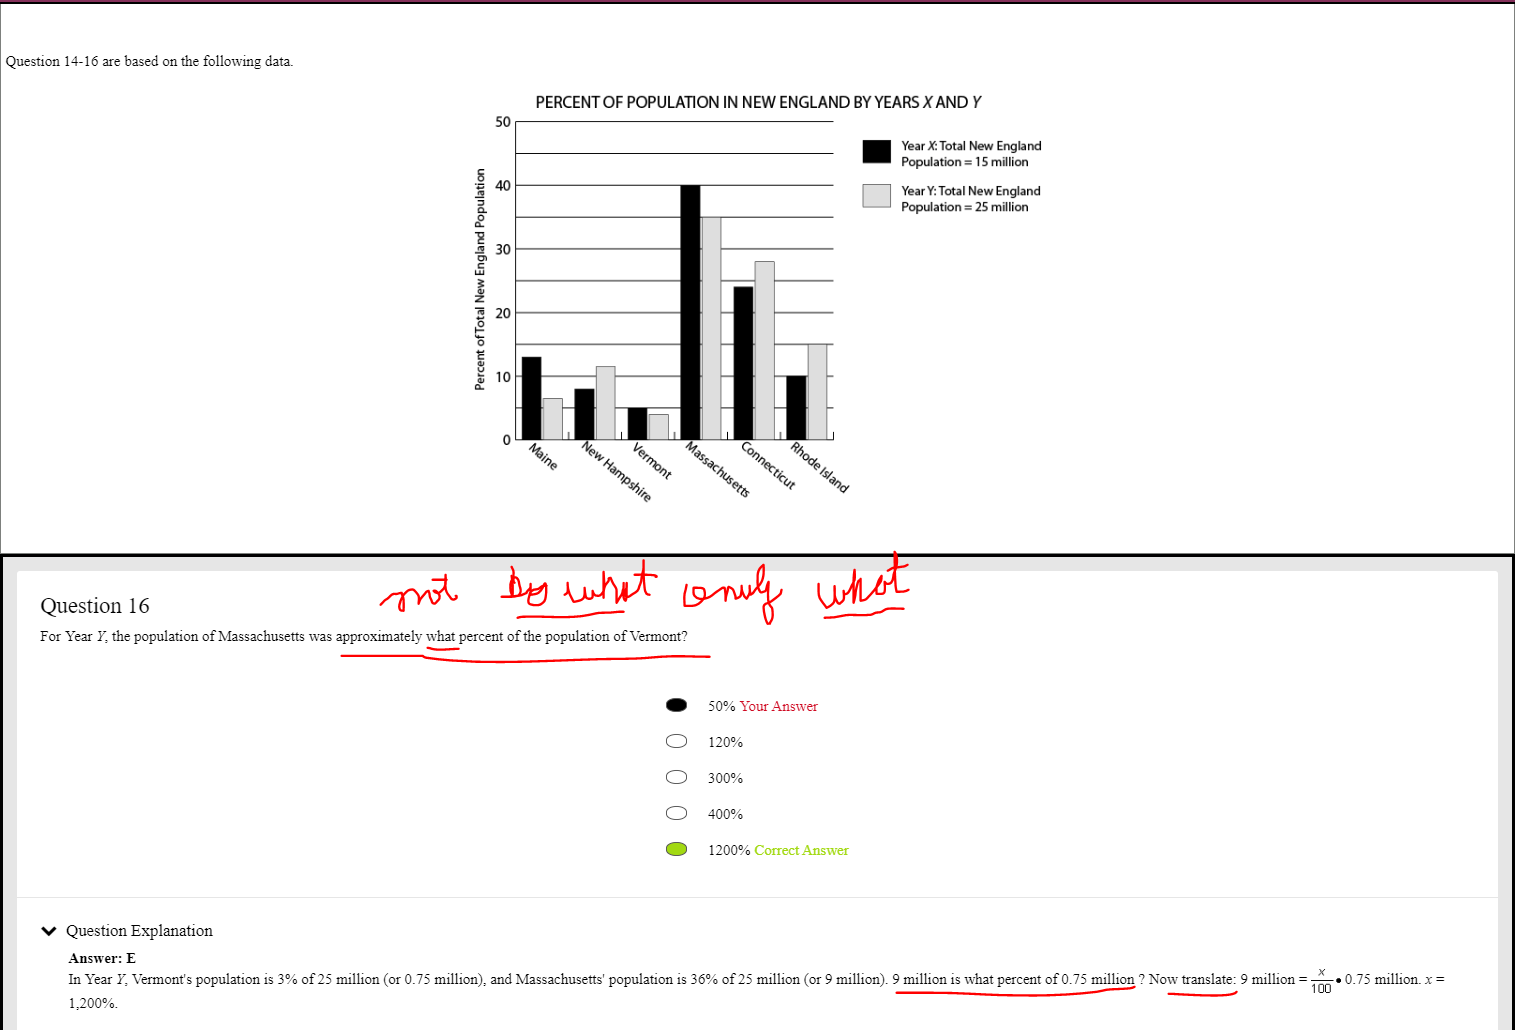 Question 14-16 are based on the following data.
PERCENT OF POPULATION IN NEW ENGLAND BY YEARS X AND Y
Percent of Total New England Population
50
40
30
20
10
0
Maine
New Hampshire
Vermont
Massachusetts
Connecticut
Rhode Island
Year X: Total New England
Population = 15 million
Year Y: Total New England
Population = 25 million
not by what only what
Question 16
For Year Y, the population of Massachusetts was approximately what percent of the population of Vermont?
50% Your Answer
120%
300%
400%
1200% Correct Answer
Question Explanation
Answer: E
In Year Y, Vermont's population is 3% of 25 million (or 0.75 million), and Massachusetts' population is 36% of 25 million (or 9 million). 9 million is what percent of 0.75 million ? Now translate: 9 million = x/100 • 0.75 million. x =
1,200%.